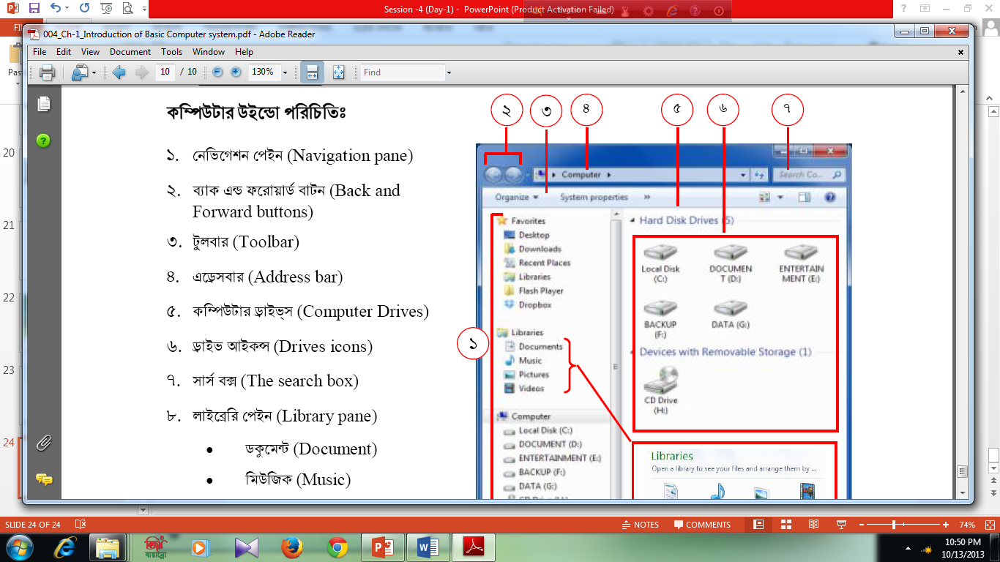 Session -4 (Day-1) - PowerPoint (Product Activation Failed)
004_Ch-1_Introduction of Basic Computer system.pdf - Adobe Reader
File Edit View Document Tools Window Help
10 / 10 130% Find
কম্পিউটার উইন্ডো পরিচিতিঃ
১. নেভিগেশন পেইন (Navigation pane)
২. ব্যাক এন্ড ফরোয়ার্ড বাটন (Back and
Forward buttons)
৩. টুলবার (Toolbar)
৪. এড্রেসবার (Address bar)
৫. কম্পিউটার ড্রাইভ্স (Computer Drives)
৬. ড্রাইভ আইকন্স (Drives icons)
৭. সার্স বক্স (The search box)
৮. লাইব্রেরি পেইন (Library pane)
• ডকুমেন্ট (Document)
• মিউজিক (Music)
২ ৩ ৪ ৫ ৬ ৭
Computer
Search Co...
Organize System properties »
Favorites
Desktop
Downloads
Recent Places
Libraries
Flash Player
Dropbox
Libraries
Documents
Music
Pictures
Videos
১
Computer
Local Disk (C:)
DOCUMENT (D:)
ENTERTAINMENT (E:)
BACKUP (F:)
DATA (G:)
Hard Disk Drives (5)
Local Disk
(C:)
DOCUMEN
T (D:)
ENTERTAIN
MENT (E:)
BACKUP
(F:)
DATA (G:)
Devices with Removable Storage (1)
CD Drive
(H:)
Libraries
Open a library to see your files and arrange them by ...
20
21
22
23
24
SLIDE 24 OF 24 NOTES COMMENTS 74%
10:50 PM
10/13/2013